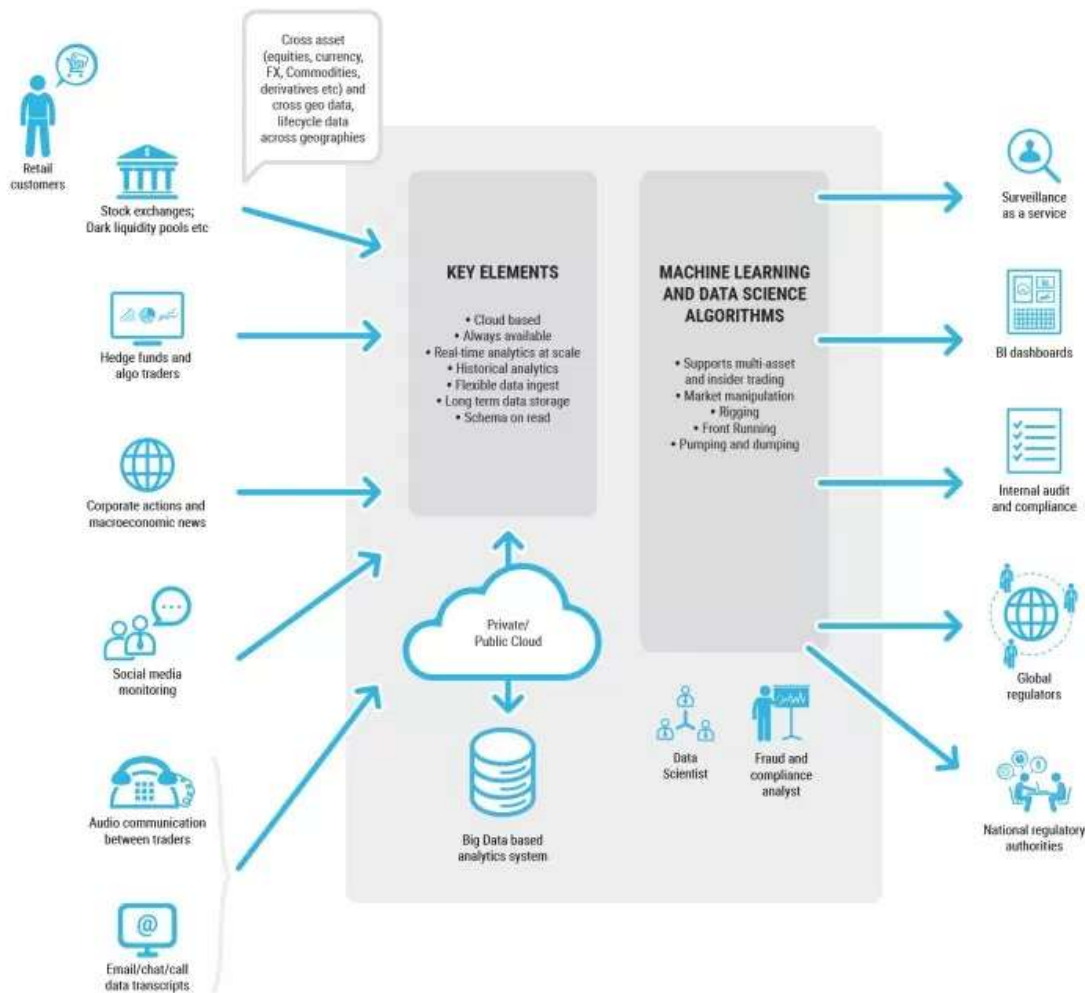 Cross asset
(equities, currency,
FX, Commodities,
derivatives etc) and
cross geo data,
lifecycle data
across geographies
Retail
customers
Stock exchanges;
Dark liquidity pools etc
Hedge funds and
algo traders
Corporate actions and
macroeconomic news
Social media
monitoring
Audio communication
between traders
@
Email/chat/call
data transcripts
KEY ELEMENTS
• Cloud based
• Always available
• Real-time analytics at scale
• Historical analytics
• Flexible data ingest
• Long term data storage
• Schema on read
Private/
Public Cloud
Big Data based
analytics system
MACHINE LEARNING
AND DATA SCIENCE
ALGORITHMS
• Supports multi-asset
and insider trading
• Market manipulation
• Rigging
• Front Running
• Pumping and dumping
Data
Scientist
Fraud and
compliance
analyst
Surveillance
as a service
BI dashboards
Internal audit
and compliance
Global
regulators
National regulatory
authorities